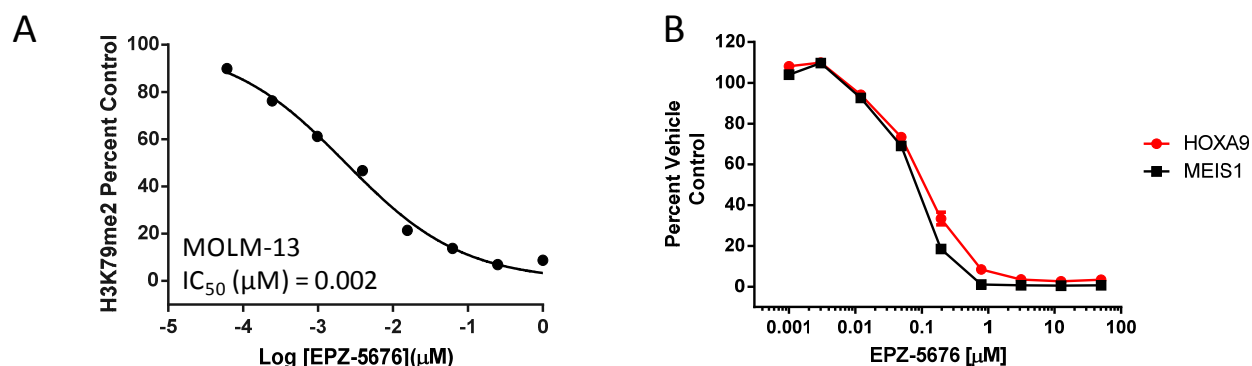 A
H3K79me2 Percent Control
100
80
60
40
20
0
MOLM-13
IC50 (μM) = 0.002
-5
-4
-3
-2
-1
0
Log [EPZ-5676](μM)
B
Percent Vehicle
Control
120
100
80
60
40
20
0
0.001
0.01
0.1
1
10
100
EPZ-5676 [μM]
HOXA9
MEIS1